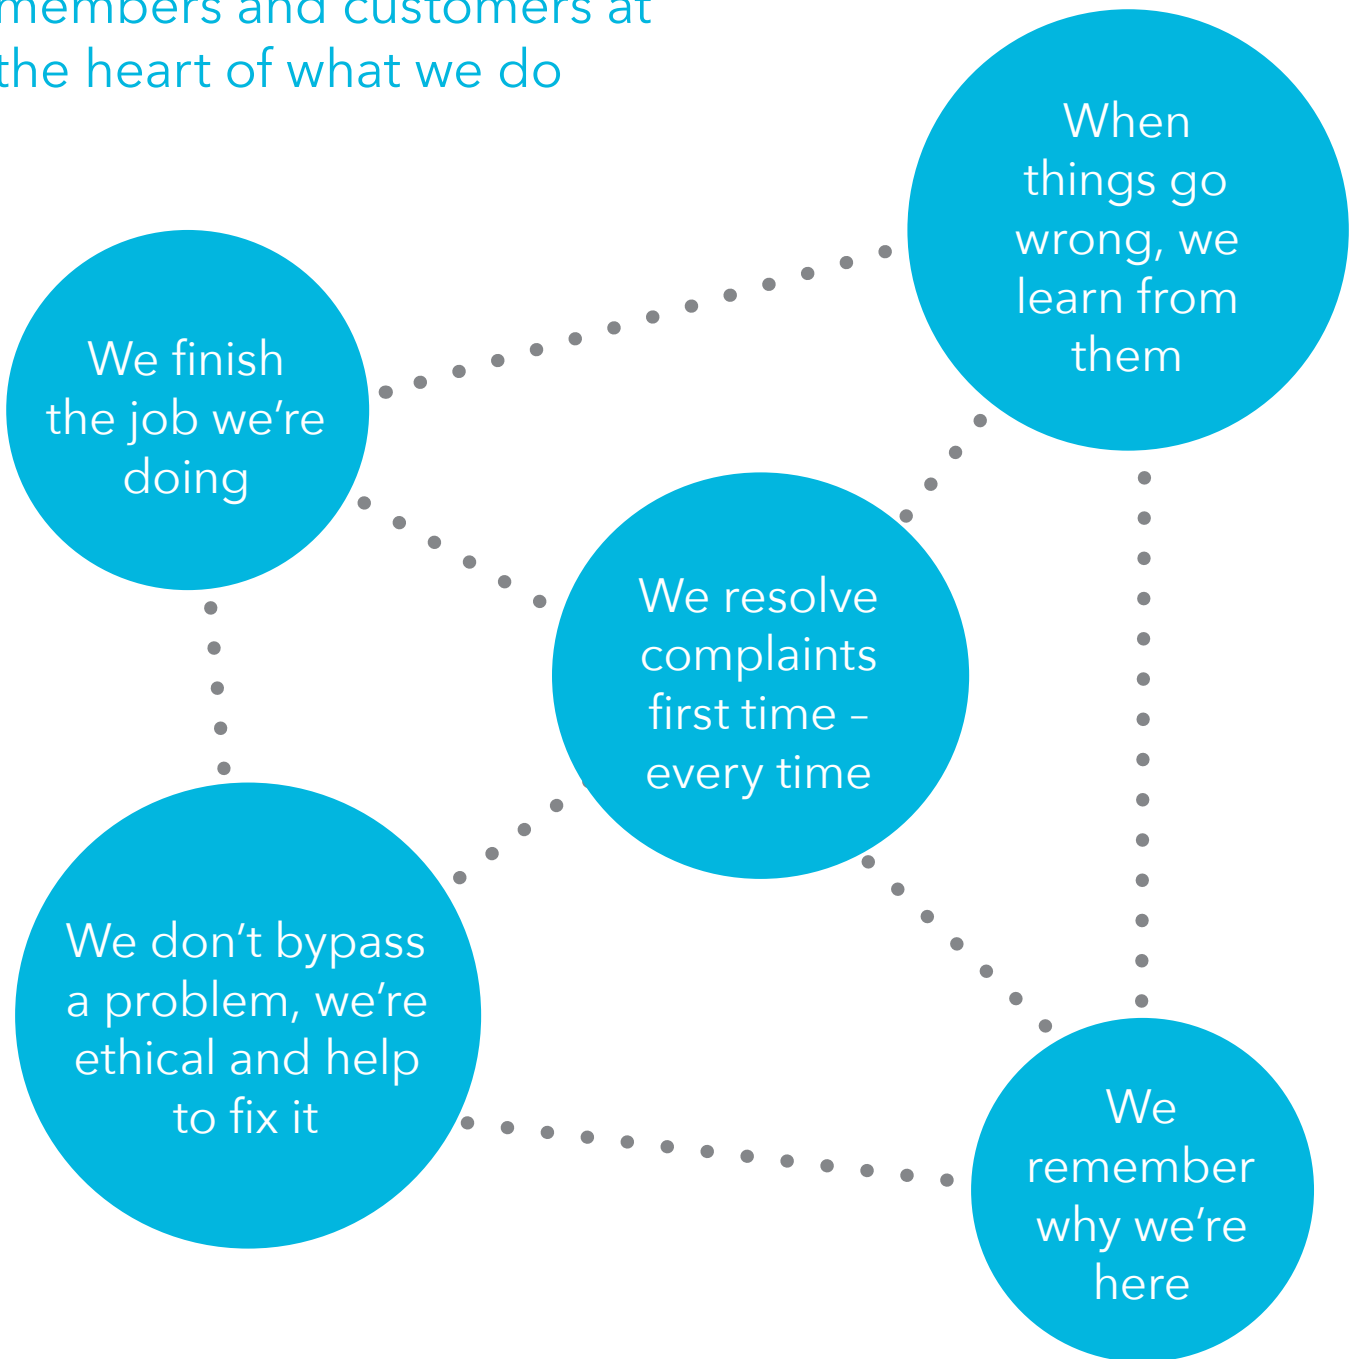 members and customers at
the heart of what we do
When
things go
wrong, we
learn from
them
We finish
the job we’re
doing
We resolve
complaints
first time –
every time
We don’t bypass
a problem, we’re
ethical and help
to fix it
We
remember
why we’re
here